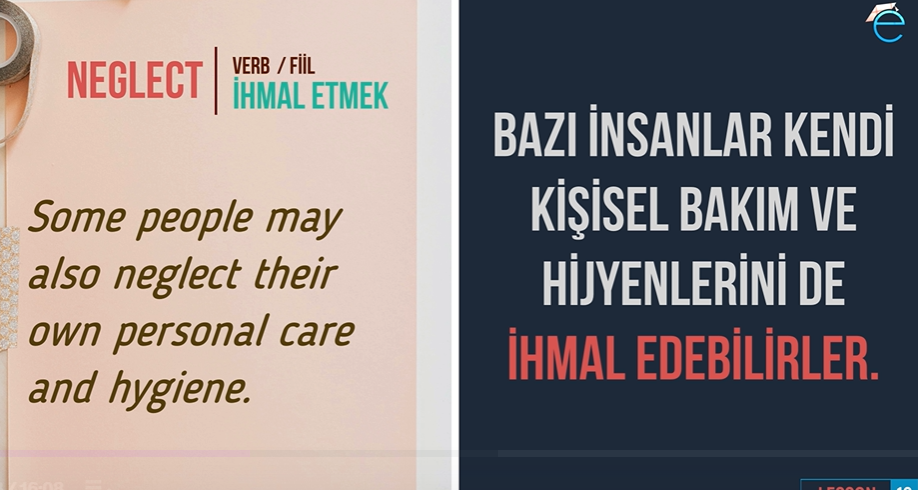 NEGLECT
VERB / FİİL
İHMAL ETMEK
Some people may
also neglect their
own personal care
and hygiene.
BAZI İNSANLAR KENDİ
KİŞİSEL BAKIM VE
HİJYENLERİNİ DE
İHMAL EDEBİLİRLER.